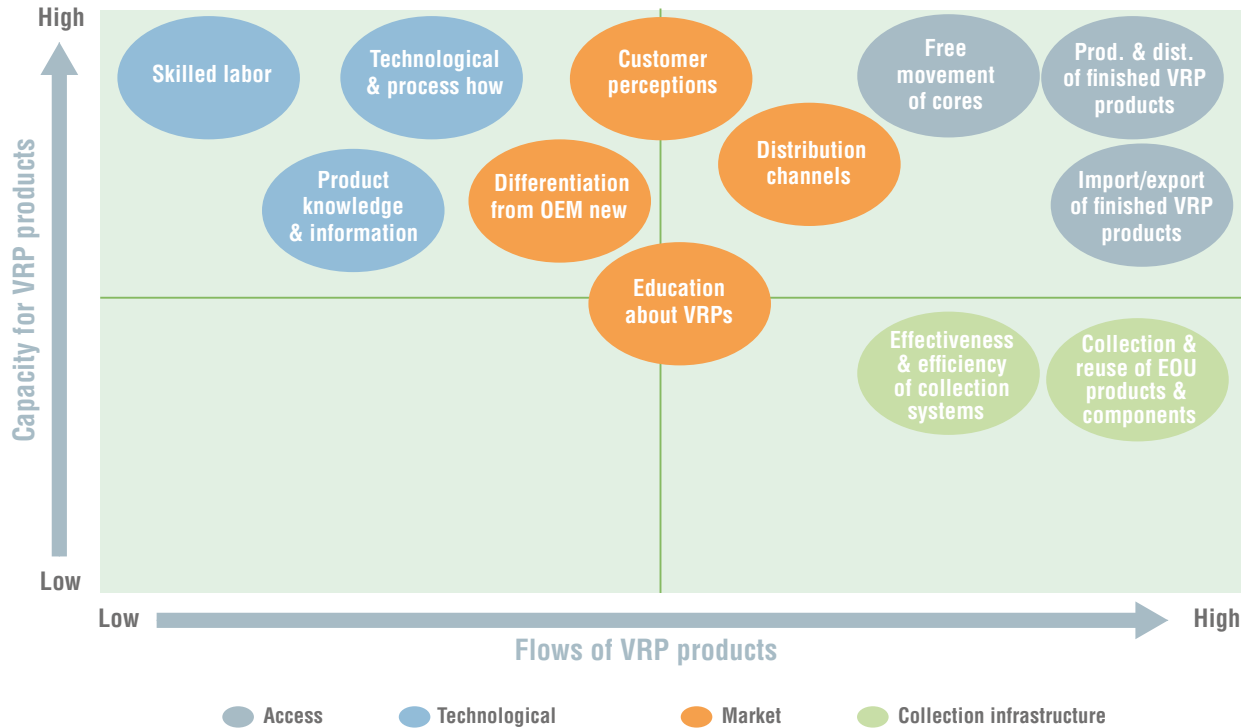 High
Capacity for VRP products
Low
Skilled labor
Technological
& process how
Customer
perceptions
Free
movement
of cores
Prod. & dist.
of finished VRP
products
Product
knowledge
& information
Differentiation
from OEM new
Distribution
channels
Import/export
of finished VRP
products
Education
about VRPs
Effectiveness
& efficiency
of collection
systems
Collection &
reuse of EOU
products &
components
Low
High
Flows of VRP products
Access
Technological
Market
Collection infrastructure